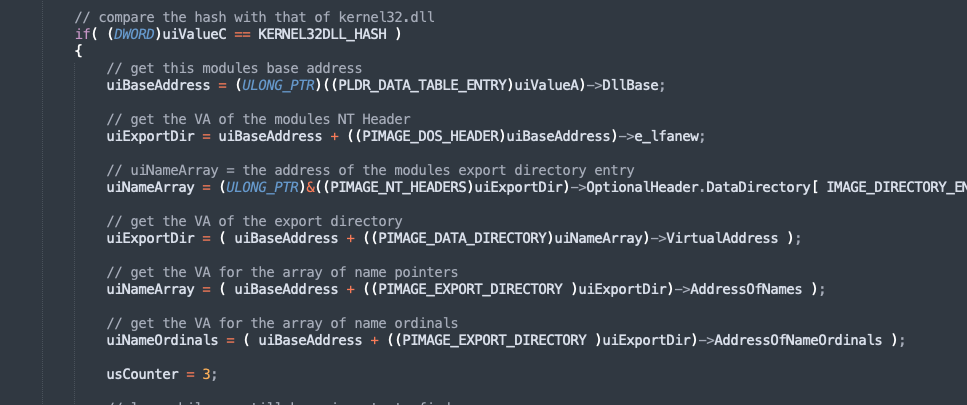 // compare the hash with that of kernel32.dll
if( (DWORD)uiValueC == KERNEL32DLL_HASH )
{
// get this modules base address
uiBaseAddress = (ULONG_PTR)((PLDR_DATA_TABLE_ENTRY)uiValueA)->DllBase;
// get the VA of the modules NT Header
uiExportDir = uiBaseAddress + ((PIMAGE_DOS_HEADER)uiBaseAddress)->e_lfanew;
// uiNameArray = the address of the modules export directory entry
uiNameArray = (ULONG_PTR)&((PIMAGE_NT_HEADERS)uiExportDir)->OptionalHeader.DataDirectory[ IMAGE_DIRECTORY_EN
// get the VA of the export directory
uiExportDir = ( uiBaseAddress + ((PIMAGE_DATA_DIRECTORY)uiNameArray)->VirtualAddress );
// get the VA for the array of name pointers
uiNameArray = ( uiBaseAddress + ((PIMAGE_EXPORT_DIRECTORY )uiExportDir)->AddressOfNames );
// get the VA for the array of name ordinals
uiNameOrdinals = ( uiBaseAddress + ((PIMAGE_EXPORT_DIRECTORY )uiExportDir)->AddressOfNameOrdinals );
usCounter = 3;